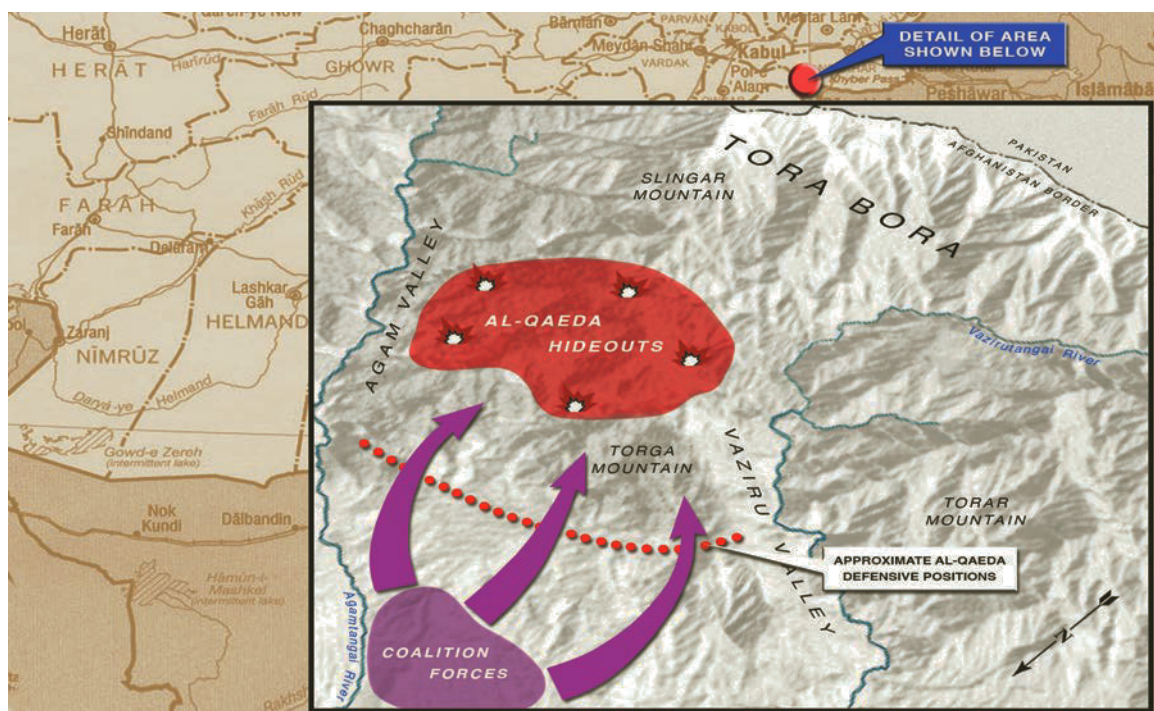 Herāt
HERĀT
Harīrūd
Chaghcharān
GHOWR
Farāh Rūd
Shīndand
FARĀH
Farāh
Khāsh Rūd
Delārām
Lashkar
Gāh
HELMAND
Zaranj
NĪMRŪZ
Daryā-ye Helmand
Gowd-e Zereh
(intermittent lake)
Nok
Kundi
Dālbandin
Hāmūn-i-
Mashkel
(intermittent lake)
Bāmīān
PARVĀN
Meydān Shahr
VARDAK
KABUL
Kabul
Pol-e
Alam
Khyber Pass
Peshāwar
DETAIL OF AREA
SHOWN BELOW
TORA BORA
PAKISTAN
AFGHANISTAN BORDER
SLINGAR
MOUNTAIN
AGAM VALLEY
AL-QAEDA
HIDEOUTS
Vazirutangai River
TORGA
MOUNTAIN
VAZIRU
VALLEY
TORAR
MOUNTAIN
APPROXIMATE AL-QAEDA
DEFENSIVE POSITIONS
COALITION
FORCES
Agamtangai River
N